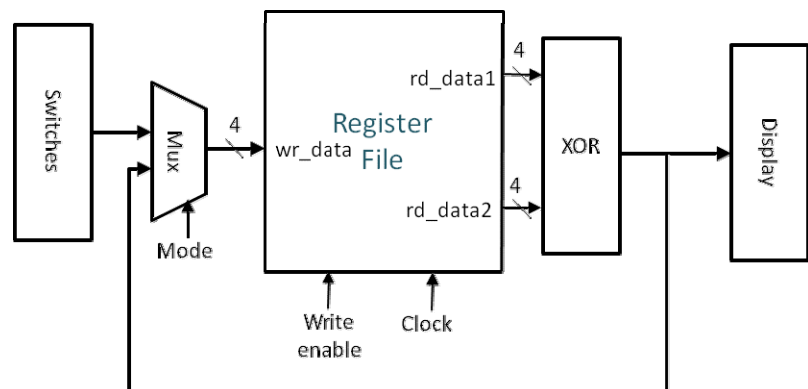 Switches
Mux
Mode
4
wr_data
Register
File
rd_data1
rd_data2
Write
enable
Clock
4
4
XOR
Display